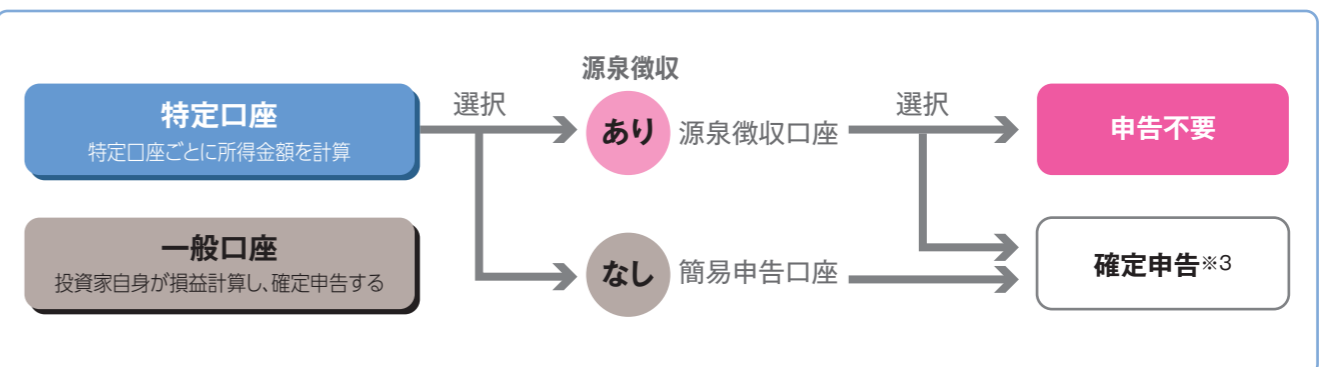 源泉徴収
特定口座
特定口座ごとに所得金額を計算
選択
あり
源泉徴収口座
選択
申告不要
一般口座
投資家自身が損益計算し、確定申告する
なし
簡易申告口座
確定申告※3